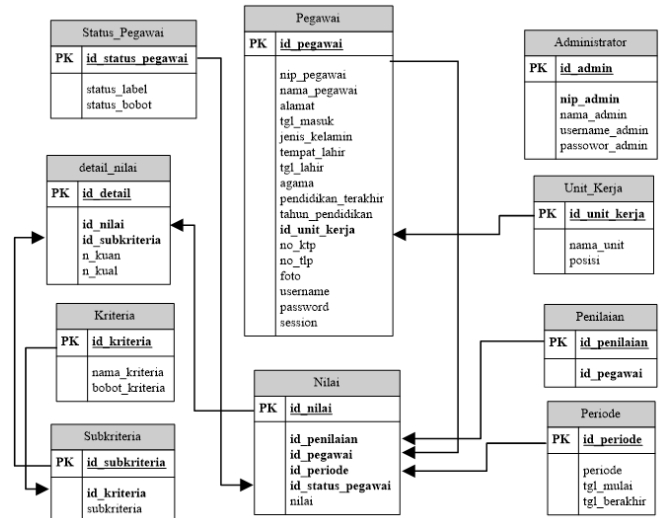 Status_Pegawai
PK id_status_pegawai
status_label
status_bobot
detail_nilai
PK id_detail
id_nilai
id_subkriteria
n_kuan
n_kual
Kriteria
PK id_kriteria
nama_kriteria
bobot_kriteria
Subkriteria
PK id_subkriteria
id_kriteria
subkriteria
Pegawai
PK id_pegawai
nip_pegawai
nama_pegawai
alamat
tgl_masuk
jenis_kelamin
tempat_lahir
tgl_lahir
agama
pendidikan_terakhir
tahun_pendidikan
id_unit_kerja
no_ktp
no_tlp
foto
username
password
session
Nilai
PK id_nilai
id_penilaian
id_pegawai
id_periode
id_status_pegawai
nilai
Administrator
PK id_admin
nip_admin
nama_admin
username_admin
passowor_admin
Unit_Kerja
PK id_unit_kerja
nama_unit
posisi
Penilaian
PK id_penilaian
id_pegawai
Periode
PK id_periode
periode
tgl_mulai
tgl_berakhir